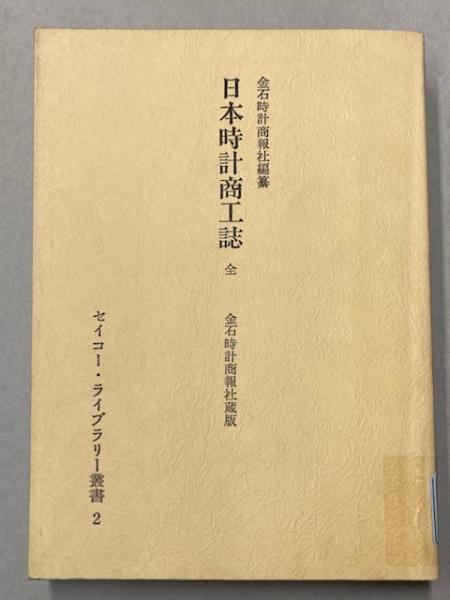 金石時計商報社編纂
日本時計商工誌 全
金石時計商報社蔵版
セイコー・ライブラリー叢書 2